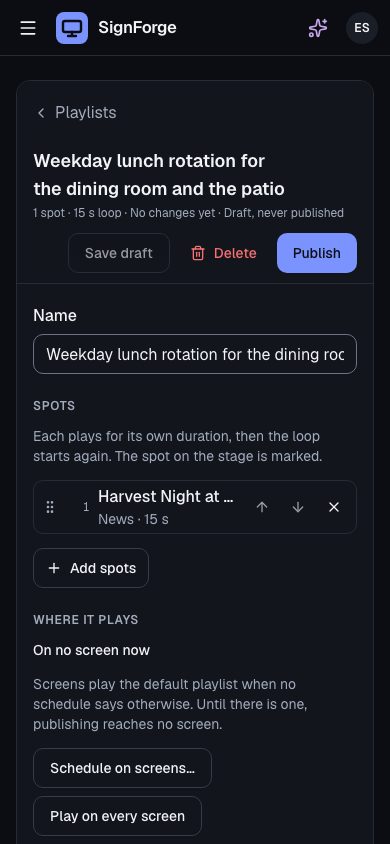 SignForge
ES
Playlists
Weekday lunch rotation for
the dining room and the patio
1 spot · 15 s loop · No changes yet · Draft, never published
Save draft
Delete
Publish
Name
Weekday lunch rotation for the dining roo
SPOTS
Each plays for its own duration, then the loop
starts again. The spot on the stage is marked.
1
Harvest Night at ...
News · 15 s
Add spots
WHERE IT PLAYS
On no screen now
Screens play the default playlist when no
schedule says otherwise. Until there is one,
publishing reaches no screen.
Schedule on screens...
Play on every screen